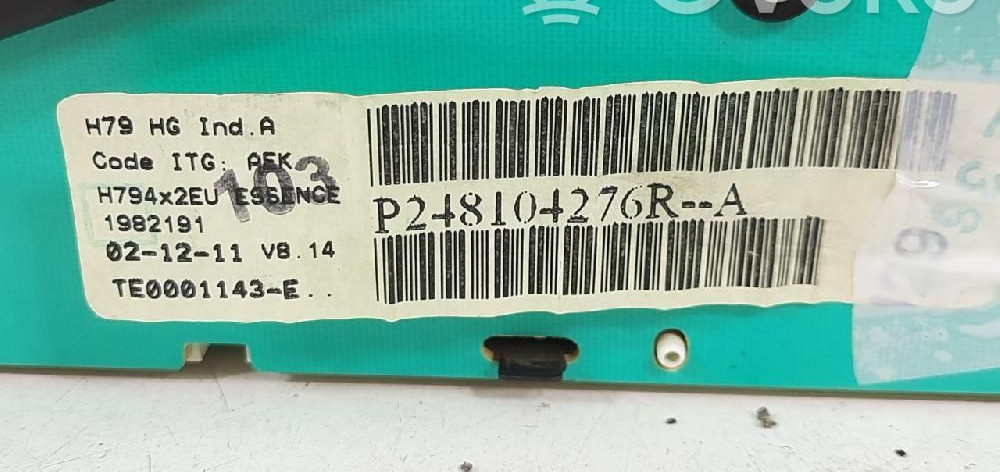 H79 HG Ind.A
Code ITG: AEK
103
H794x2EU ESSENCE
1982191
02-12-11 V8.14
TE0001143-E..
P248104276R--A